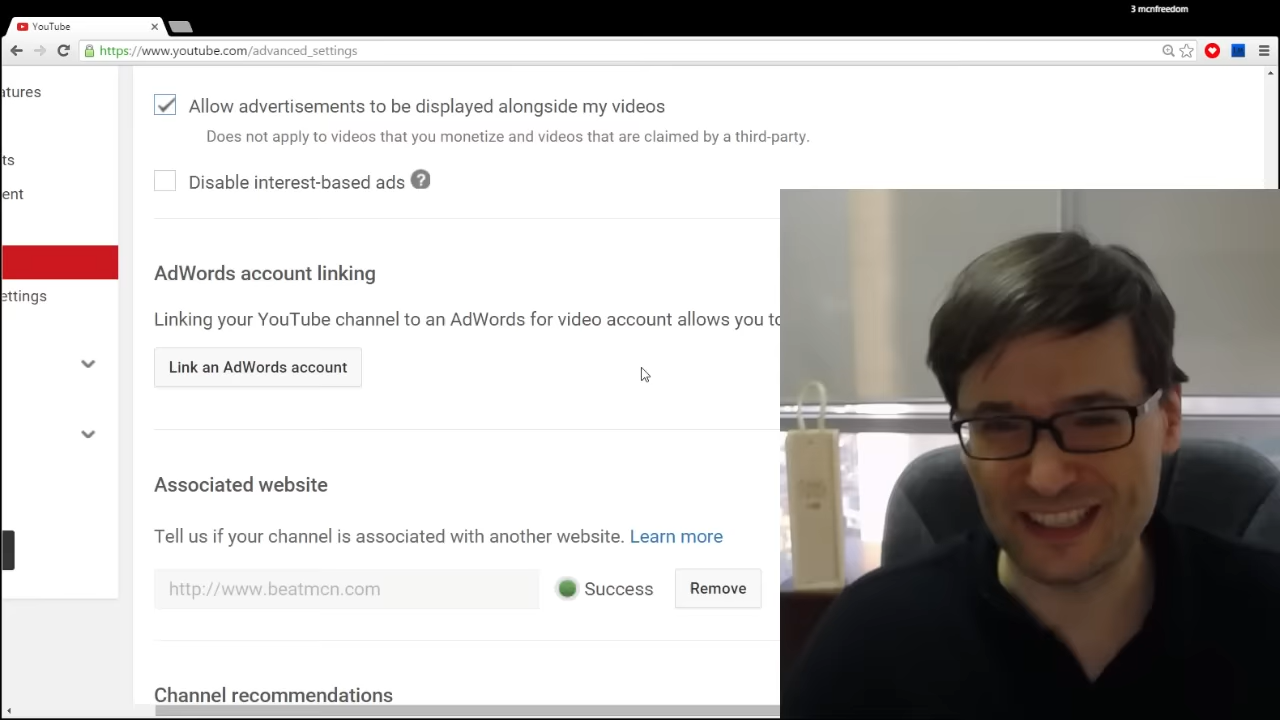 3 mcnfreedom
YouTube
https://www.youtube.com/advanced_settings
atures
ts
ent
ettings
Allow advertisements to be displayed alongside my videos
Does not apply to videos that you monetize and videos that are claimed by a third-party.
Disable interest-based ads ?
AdWords account linking
Linking your YouTube channel to an AdWords for video account allows you to
Link an AdWords account
Associated website
Tell us if your channel is associated with another website. Learn more
http://www.beatmcn.com
Success
Remove
Channel recommendations